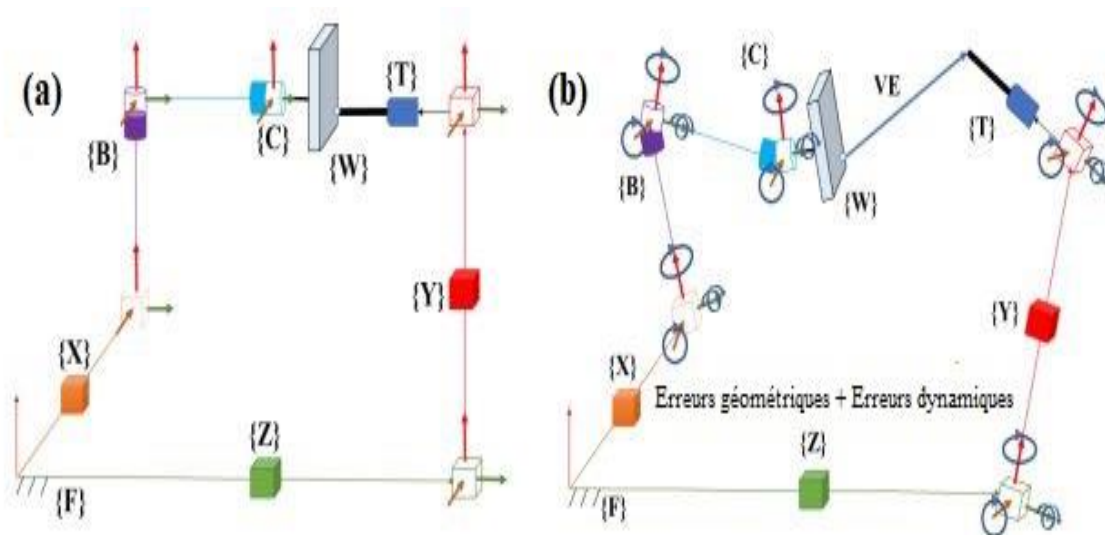 (a)
{B}
{C}
{W}
{T}
{Y}
{X}
{Z}
{F}
(b)
{C}
VE
{T}
{B}
{W}
{Y}
{X}
Erreurs géométriques + Erreurs dynamiques
{Z}
{F}